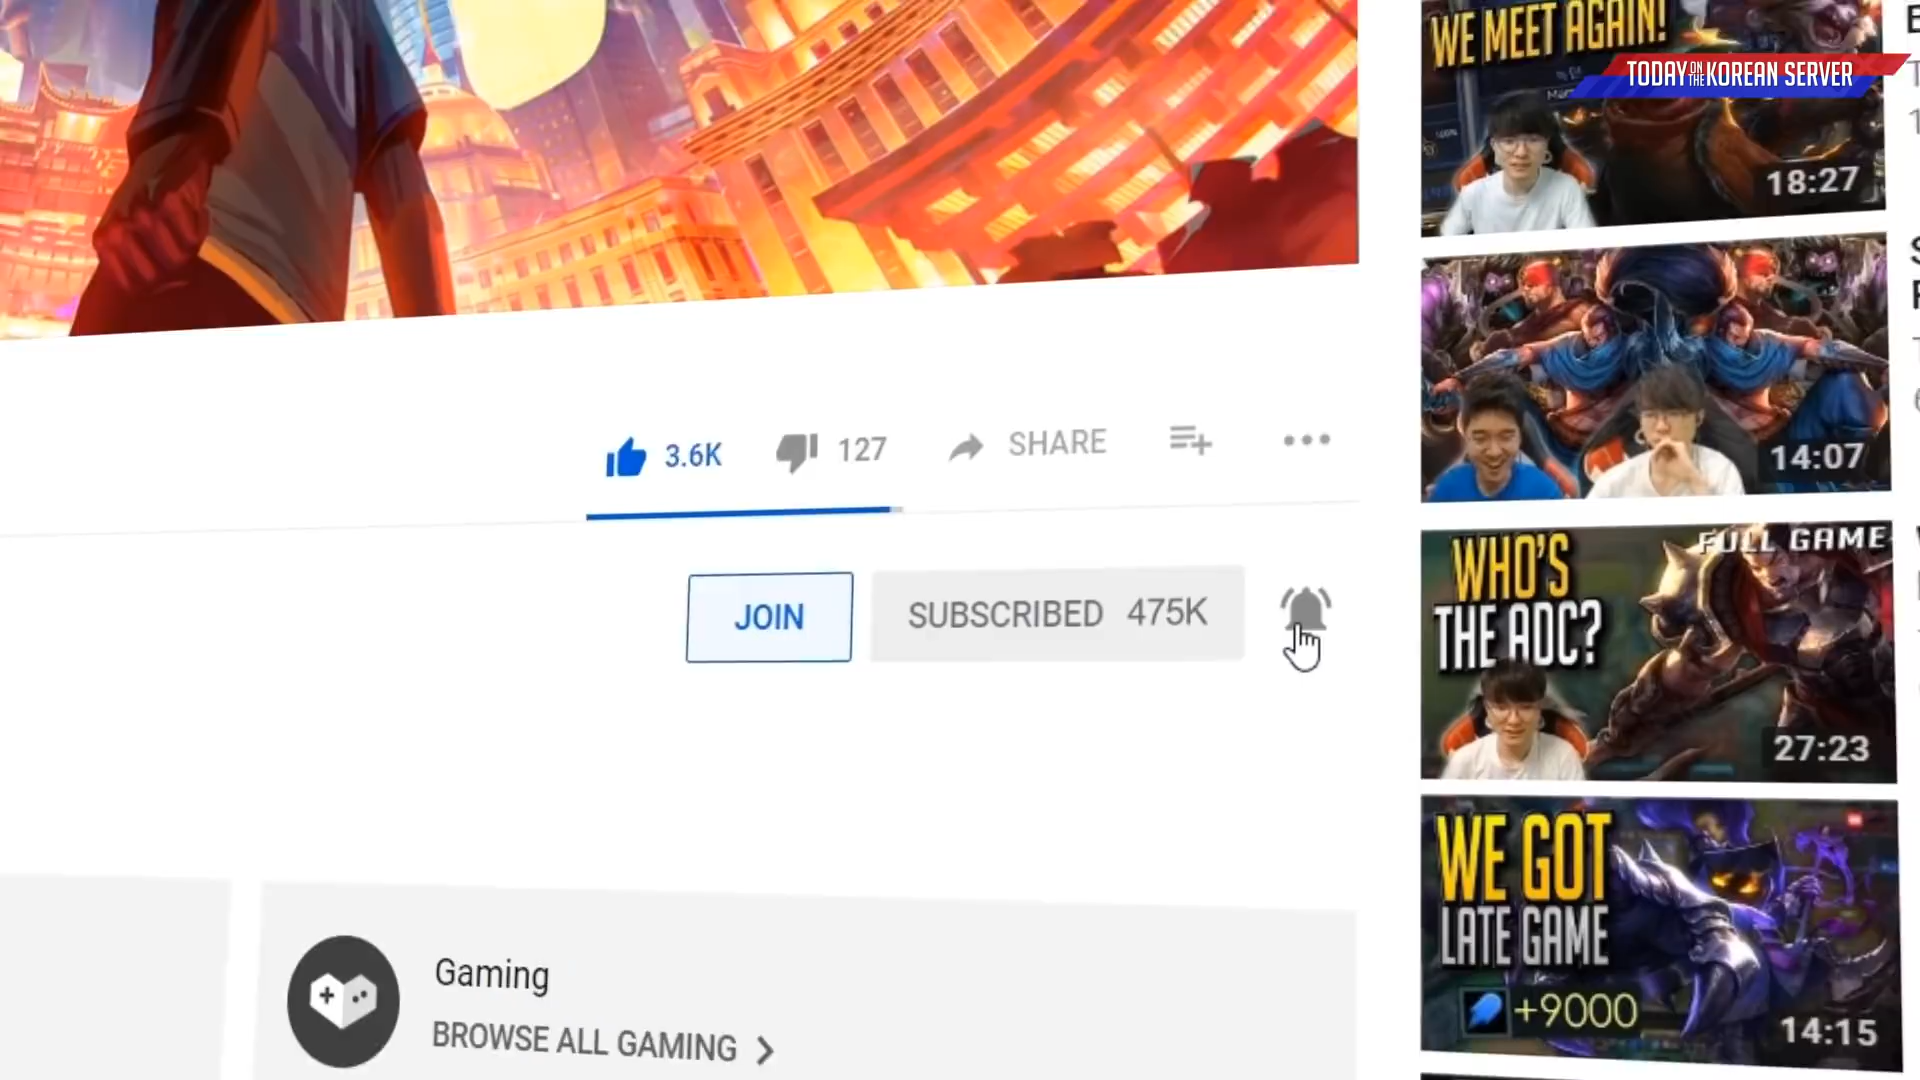 WE MEET AGAIN!
TODAY ON THE KOREAN SERVER
18:27
14:07
3.6K
127
SHARE
JOIN
SUBSCRIBED 475K
WHO'S
THE ADC?
FULL GAME
27:23
WE GOT
LATE GAME
+9000
14:15
Gaming
BROWSE ALL GAMING